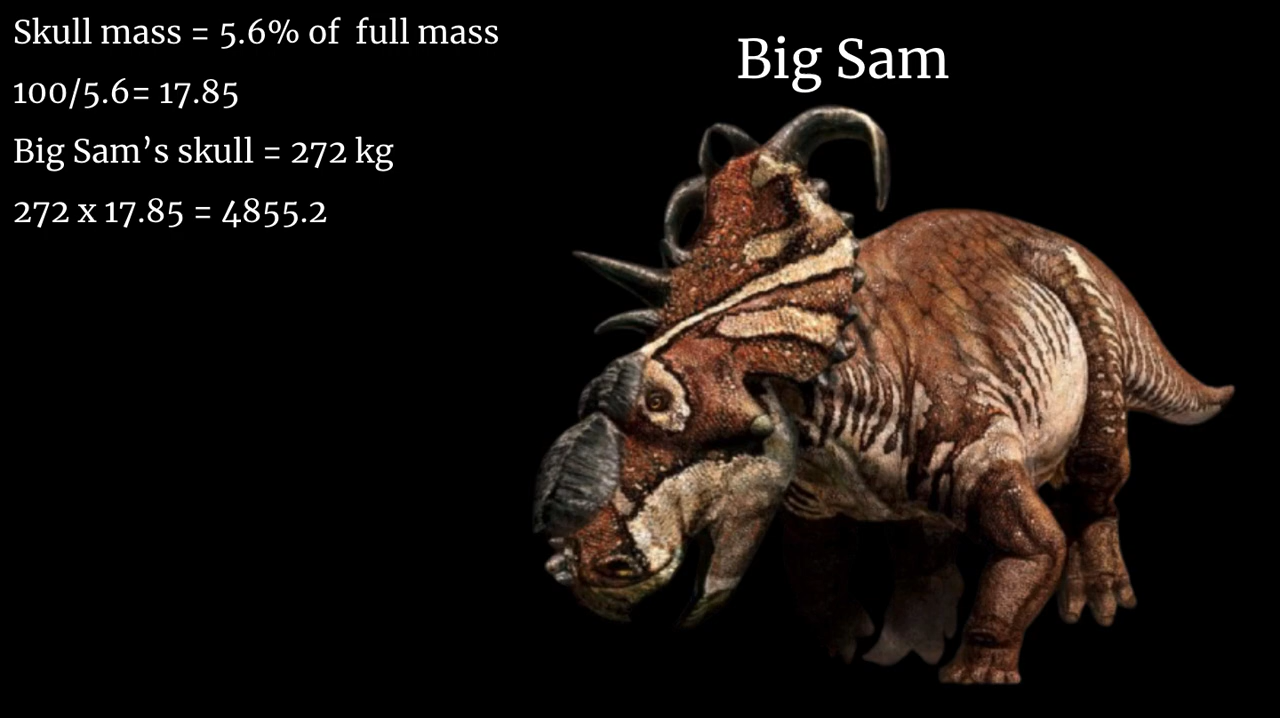 Skull mass = 5.6% of  full mass
Big Sam
100/5.6= 17.85
Big Sam’s skull = 272 kg
272 x 17.85 = 4855.2